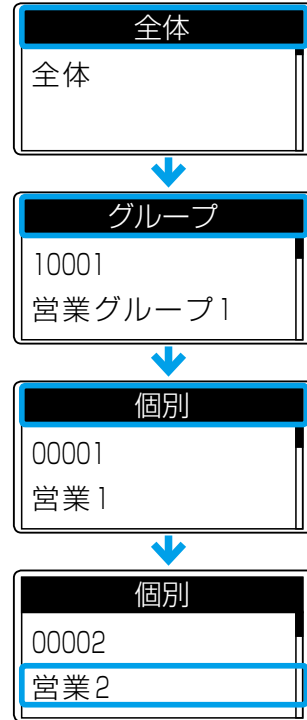 全体
全体
グループ
10001
営業グループ1
個別
00001
営業1
個別
00002
営業2